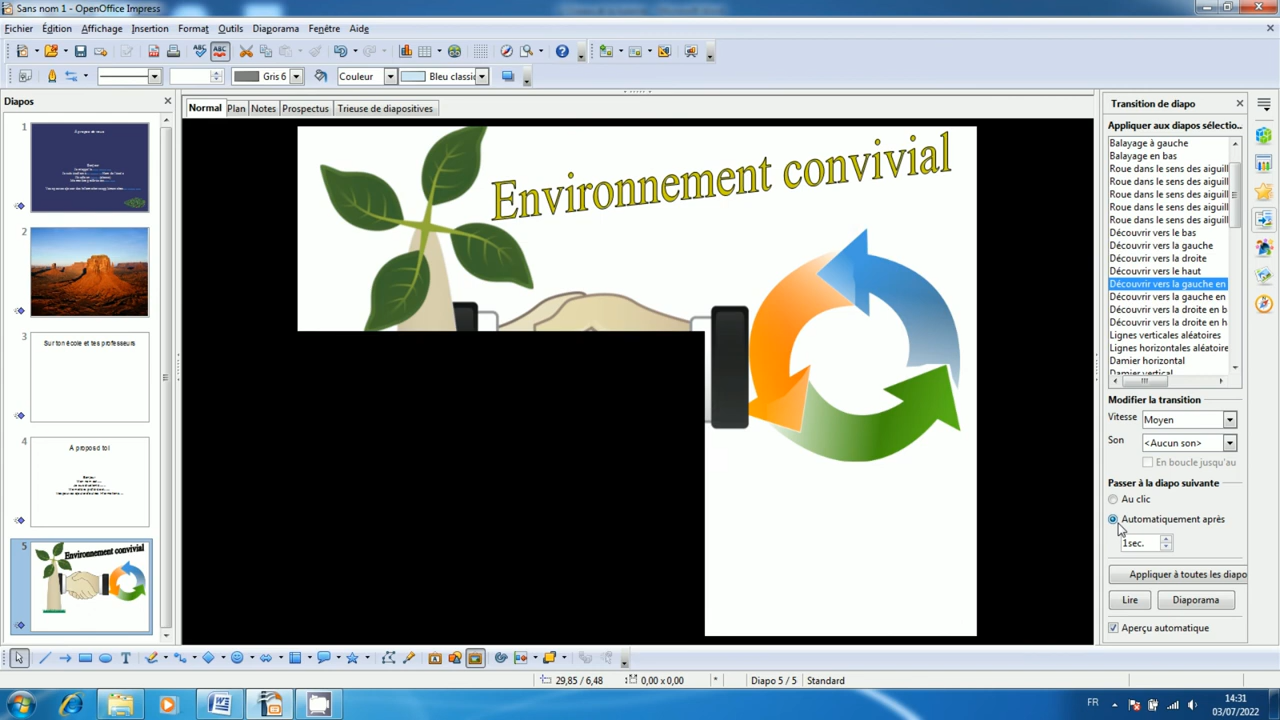 Sans nom 1 - OpenOffice Impress
Fichier Édition Affichage Insertion Format Outils Diaporama Fenêtre Aide
Gris 6 Couleur Bleu classic
Diapos
Normal Plan Notes Prospectus Trieuse de diapositives
1
2
3
Sur ton école et tes professeurs
4
A propos d toi
5
Environnement convivial
Environnement convivial
Transition de diapo
Appliquer aux diapos sélectio..
Balayage à gauche
Balayage en bas
Roue dans le sens des aiguill
Roue dans le sens des aiguill
Roue dans le sens des aiguill
Roue dans le sens des aiguill
Roue dans le sens des aiguill
Découvrir vers le bas
Découvrir vers la gauche
Découvrir vers la droite
Découvrir vers le haut
Découvrir vers la gauche en
Découvrir vers la gauche en
Découvrir vers la droite en b
Découvrir vers la droite en h
Lignes verticales aléatoires
Lignes horizontales aléatoire
Damier horizontal
Damier vertical
Modifier la transition
Vitesse Moyen
Son <Aucun son>
En boucle jusqu'au
Passer à la diapo suivante
Au clic
Automatiquement après
1sec.
Appliquer à toutes les diapo
Lire Diaporama
Aperçu automatique
29,85 / 6,48 0,00 x 0,00 * Diapo 5 / 5 Standard
FR 14:31
03/07/2022